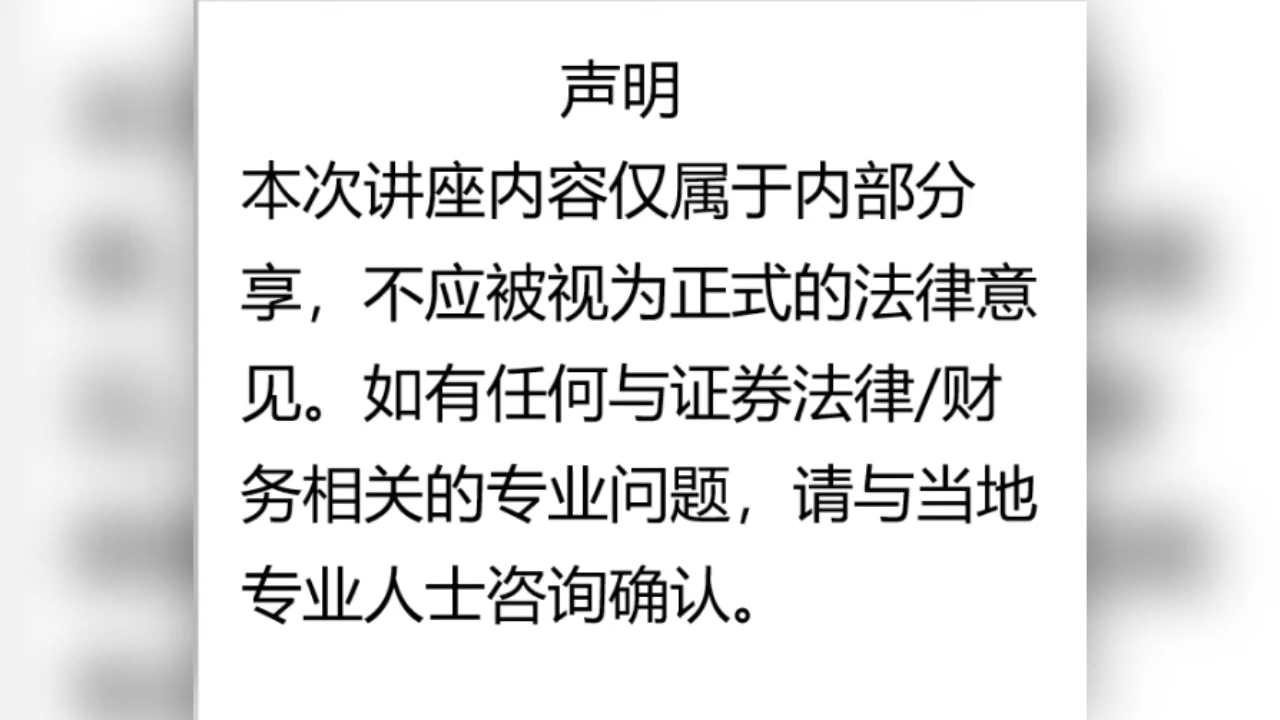 声明
本次讲座内容仅属于内部分
享，不应被视为正式的法律意
见。如有任何与证券法律/财
务相关的专业问题，请与当地
专业人士咨询确认。